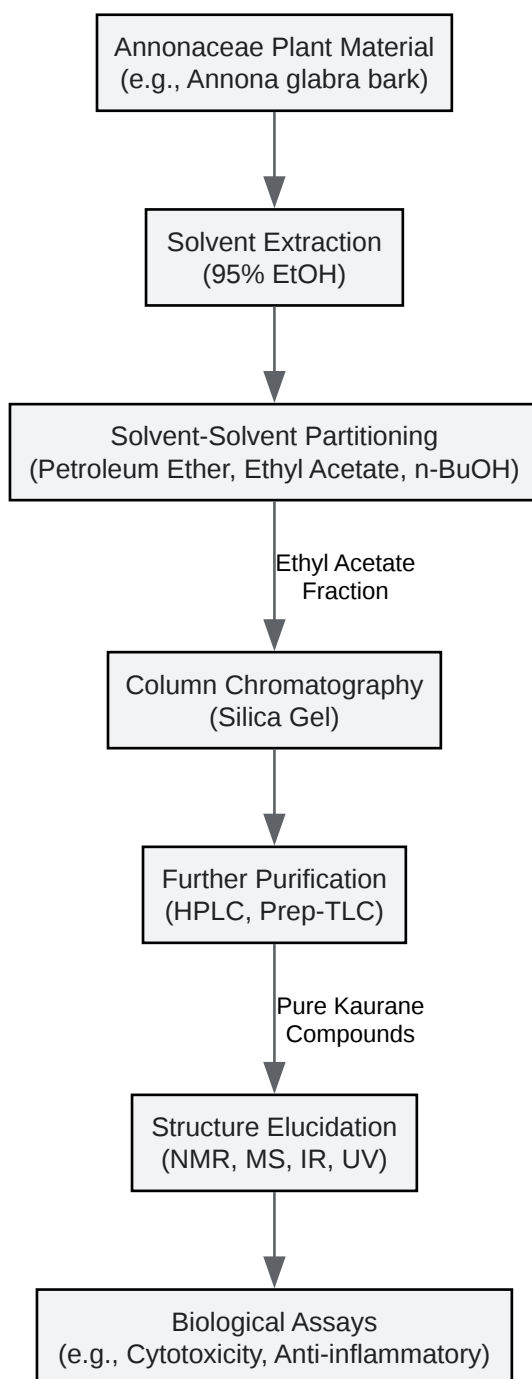 Annonaceae Plant Material
(e.g., Annona glabra bark)
Solvent Extraction
(95% EtOH)
Solvent-Solvent Partitioning
(Petroleum Ether, Ethyl Acetate, n-BuOH)
Ethyl Acetate
Fraction
Column Chromatography
(Silica Gel)
Further Purification
(HPLC, Prep-TLC)
Pure Kaurane
Compounds
Structure Elucidation
(NMR, MS, IR, UV)
Biological Assays
(e.g., Cytotoxicity, Anti-inflammatory)